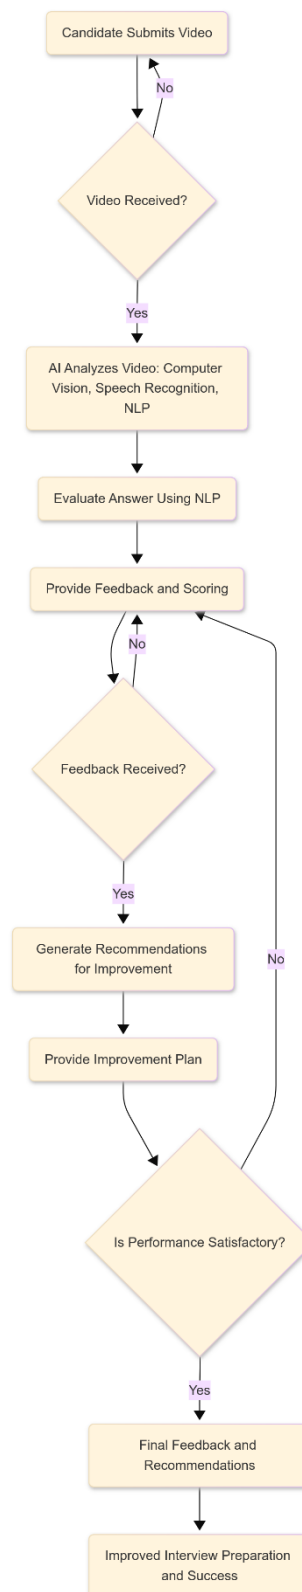 Candidate Submits Video
No
Video Received?
Yes
AI Analyzes Video: Computer
Vision, Speech Recognition,
NLP
Evaluate Answer Using NLP
Provide Feedback and Scoring
No
Feedback Received?
Yes
Generate Recommendations
for Improvement
No
Provide Improvement Plan
Is Performance Satisfactory?
Yes
Final Feedback and
Recommendations
Improved Interview Preparation
and Success